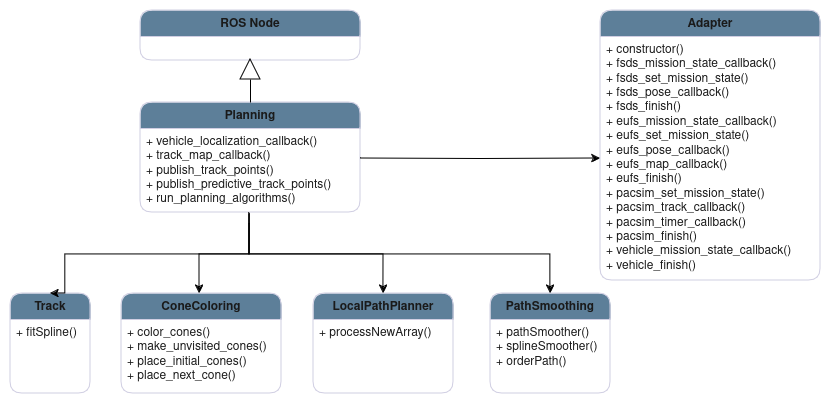 ROS Node
Planning
+ vehicle_localization_callback()
+ track_map_callback()
+ publish_track_points()
+ publish_predictive_track_points()
+ run_planning_algorithms()
Adapter
+ constructor()
+ fsds_mission_state_callback()
+ fsds_set_mission_state()
+ fsds_pose_callback()
+ fsds_finish()
+ eufs_mission_state_callback()
+ eufs_set_mission_state()
+ eufs_pose_callback()
+ eufs_map_callback()
+ eufs_finish()
+ pacsim_set_mission_state()
+ pacsim_track_callback()
+ pacsim_timer_callback()
+ pacsim_finish()
+ vehicle_mission_state_callback()
+ vehicle_finish()
Track
+ fitSpline()
ConeColoring
+ color_cones()
+ make_unvisited_cones()
+ place_initial_cones()
+ place_next_cone()
LocalPathPlanner
+ processNewArray()
PathSmoothing
+ pathSmoother()
+ splineSmoother()
+ orderPath()